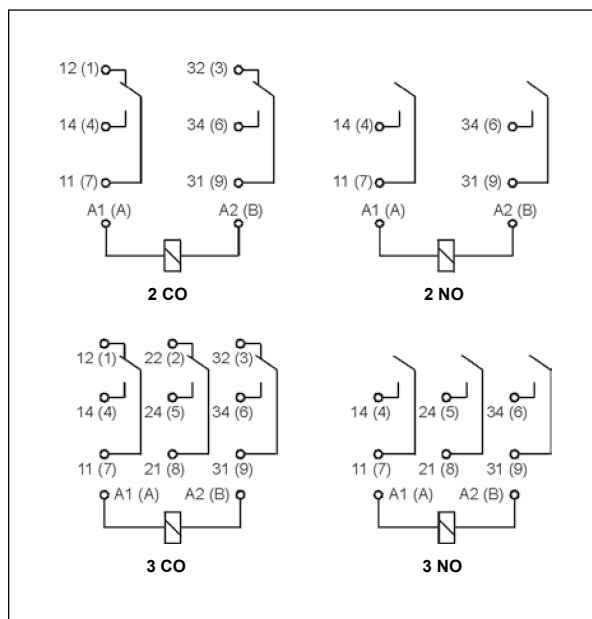 12 (1)
32 (3)
14 (4)
34 (6)
11 (7)
31 (9)
A1 (A)
A2 (B)
2 CO
14 (4)
34 (6)
11 (7)
31 (9)
A1 (A)
A2 (B)
2 NO
12 (1)
22 (2)
32 (3)
14 (4)
24 (5)
34 (6)
11 (7)
21 (8)
31 (9)
A1 (A)
A2 (B)
3 CO
14 (4)
24 (5)
34 (6)
11 (7)
21 (8)
31 (9)
A1 (A)
A2 (B)
3 NO